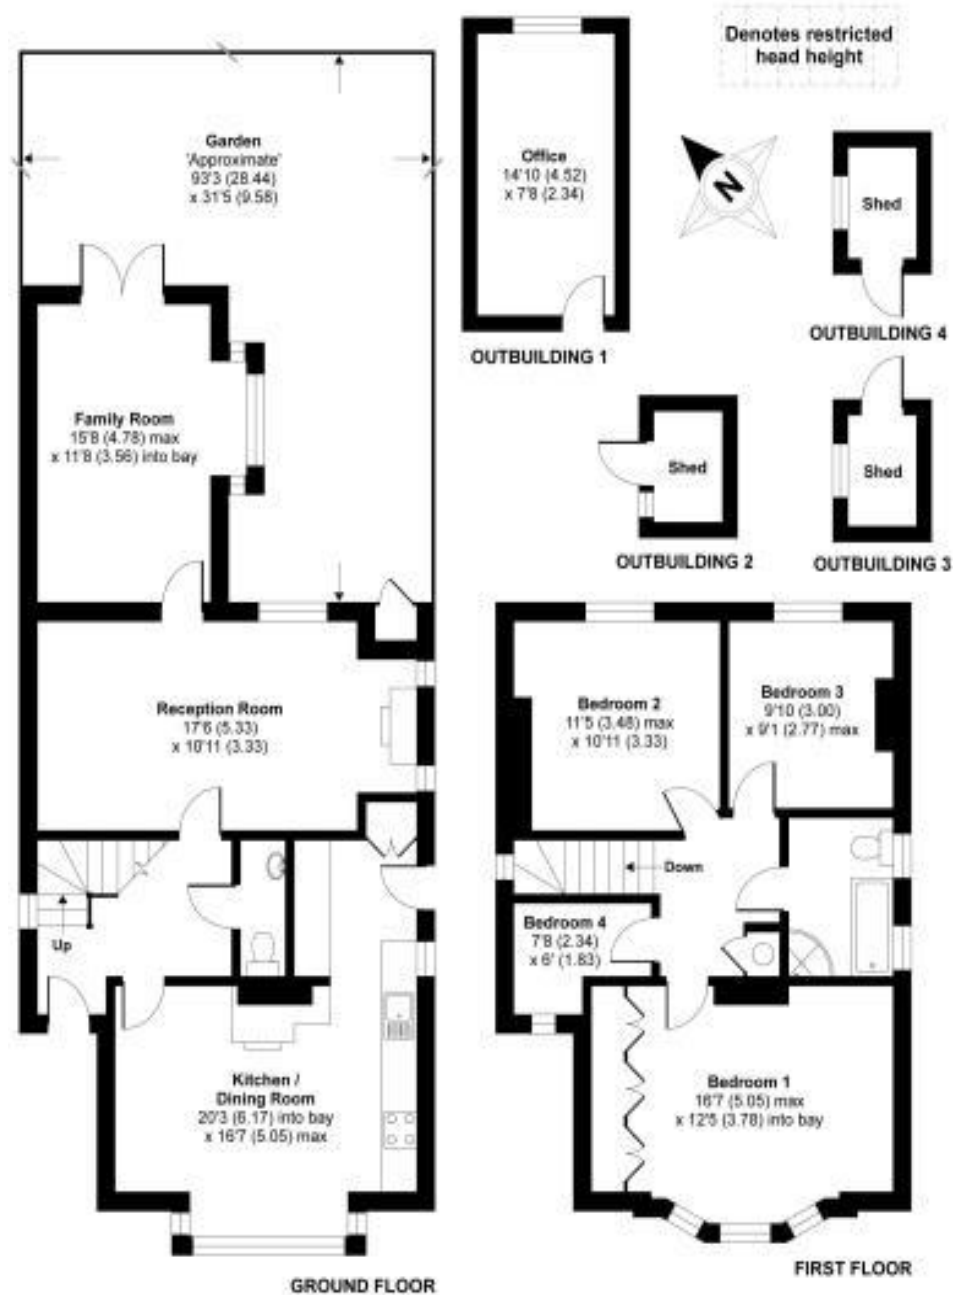 Denotes restricted
head height
Garden
'Approximate'
93'3 (28.44)
x 31'5 (9.58)
Office
14'10 (4.52)
x 7'8 (2.34)
N
Shed
OUTBUILDING 4
OUTBUILDING 1
Family Room
15'8 (4.78) max
x 11'8 (3.56) into bay
Shed
OUTBUILDING 2
Shed
OUTBUILDING 3
Reception Room
17'6 (5.33)
x 10'11 (3.33)
Bedroom 2
11'5 (3.48) max
x 10'11 (3.33)
Bedroom 3
9'10 (3.00)
x 9'1 (2.77) max
Down
Up
Bedroom 4
7'8 (2.34)
x 6' (1.83)
Kitchen /
Dining Room
20'3 (6.17) into bay
x 16'7 (5.05) max
Bedroom 1
16'7 (5.05) max
x 12'5 (3.78) into bay
GROUND FLOOR
FIRST FLOOR